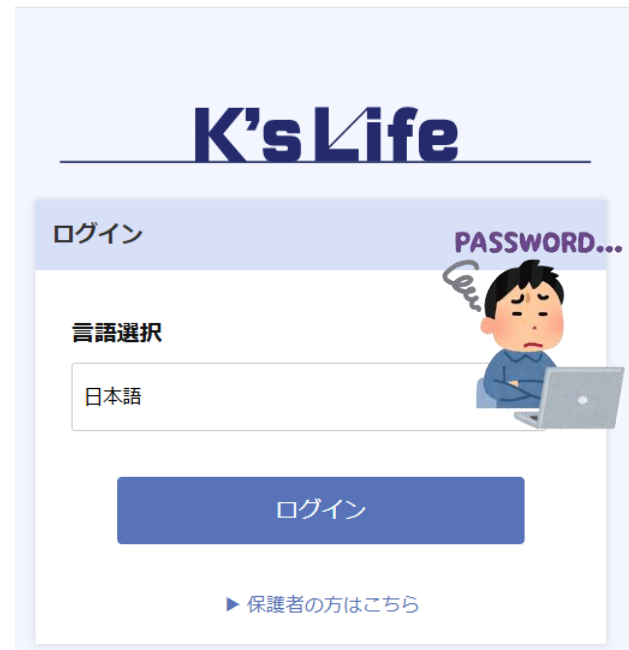 K's Life
ログイン
PASSWORD...
言語選択
日本語
ログイン
▶ 保護者の方はこちら